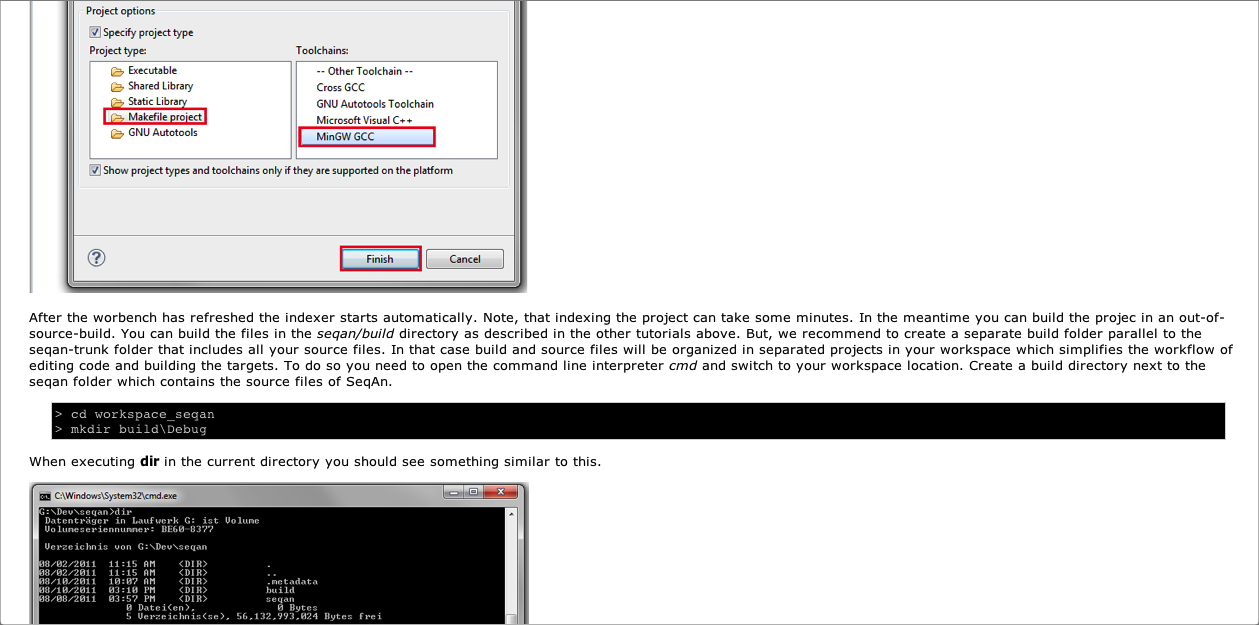 Project options
Specify project type
Project type:
Toolchains:
Executable
Shared Library
Static Library
Makefile project
GNU Autotools
-- Other Toolchain --
Cross GCC
GNU Autotools Toolchain
Microsoft Visual C++
MinGW GCC
Show project types and toolchains only if they are supported on the platform
?
Finish
Cancel
After the worbench has refreshed the indexer starts automatically. Note, that indexing the project can take some minutes. In the meantime you can build the projec in an out-of-
source-build. You can build the files in the seqan/build directory as described in the other tutorials above. But, we recommend to create a separate build folder parallel to the
seqan-trunk folder that includes all your source files. In that case build and source files will be organized in separated projects in your workspace which simplifies the workflow of
editing code and building the targets. To do so you need to open the command line interpreter cmd and switch to your workspace location. Create a build directory next to the
seqan folder which contains the source files of SeqAn.
> cd workspace_seqan
> mkdir build\Debug
When executing dir in the current directory you should see something similar to this.
C:\Windows\System32\cmd.exe
G:\Dev\seqan>dir
Datenträger in Laufwerk G: ist Volume
Volumeseriennummer: BE60-8377
Verzeichnis von G:\Dev\seqan
08/02/2011 11:15 AM <DIR> .
08/02/2011 11:15 AM <DIR> ..
08/10/2011 10:07 AM <DIR> .metadata
08/10/2011 03:10 PM <DIR> build
08/08/2011 03:57 PM <DIR> seqan
0 Datei(en), 0 Bytes
5 Verzeichnis(se), 56,132,993,024 Bytes frei